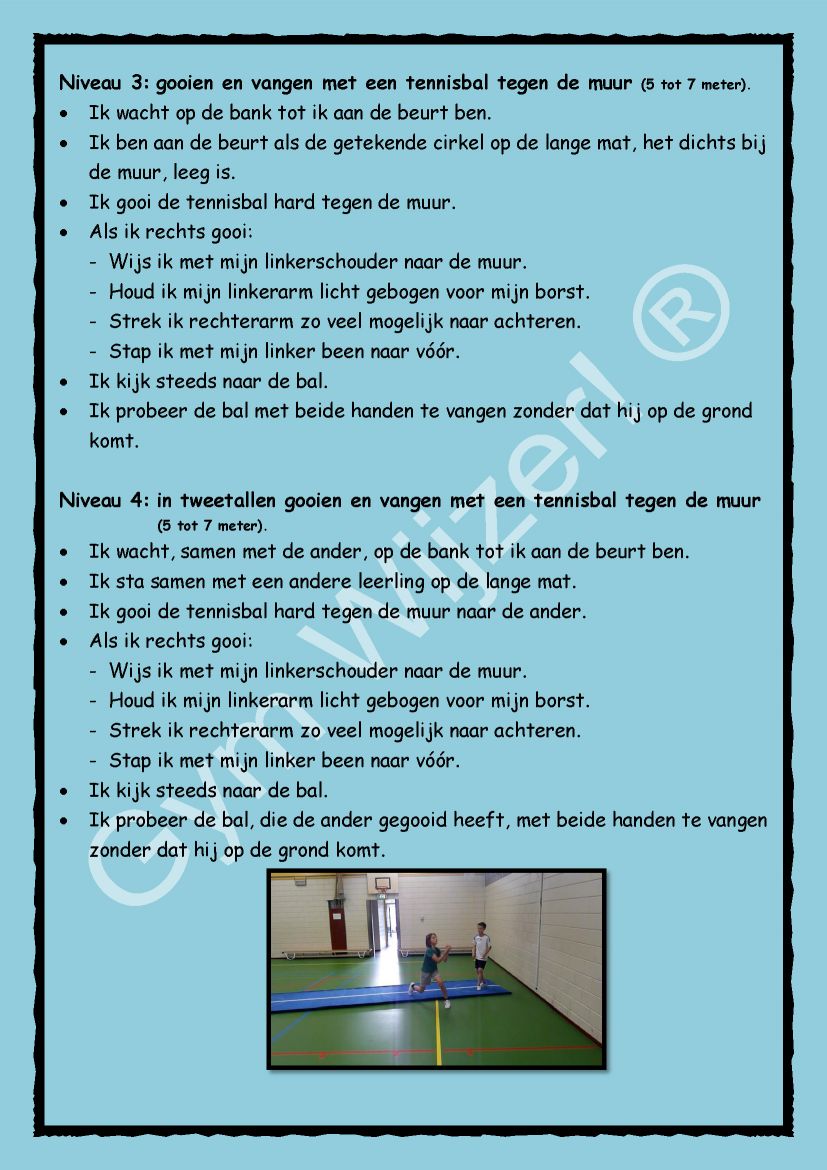 Niveau 3: gooien en vangen met een tennisbal tegen de muur (5 tot 7 meter).
• Ik wacht op de bank tot ik aan de beurt ben.
• Ik ben aan de beurt als de getekende cirkel op de lange mat, het dichts bij
de muur, leeg is.
• Ik gooi de tennisbal hard tegen de muur.
• Als ik rechts gooi:
- Wijs ik met mijn linkerschouder naar de muur.
- Houd ik mijn linkerarm licht gebogen voor mijn borst.
- Strek ik rechterarm zo veel mogelijk naar achteren.
- Stap ik met mijn linker been naar vóór.
• Ik kijk steeds naar de bal.
• Ik probeer de bal met beide handen te vangen zonder dat hij op de grond
komt.
Niveau 4: in tweetallen gooien en vangen met een tennisbal tegen de muur
(5 tot 7 meter).
• Ik wacht, samen met de ander, op de bank tot ik aan de beurt ben.
• Ik sta samen met een andere leerling op de lange mat.
• Ik gooi de tennisbal hard tegen de muur naar de ander.
• Als ik rechts gooi:
- Wijs ik met mijn linkerschouder naar de muur.
- Houd ik mijn linkerarm licht gebogen voor mijn borst.
- Strek ik rechterarm zo veel mogelijk naar achteren.
- Stap ik met mijn linker been naar vóór.
• Ik kijk steeds naar de bal.
• Ik probeer de bal, die de ander gegooid heeft, met beide handen te vangen
zonder dat hij op de grond komt.
Gym Wijzer! ®